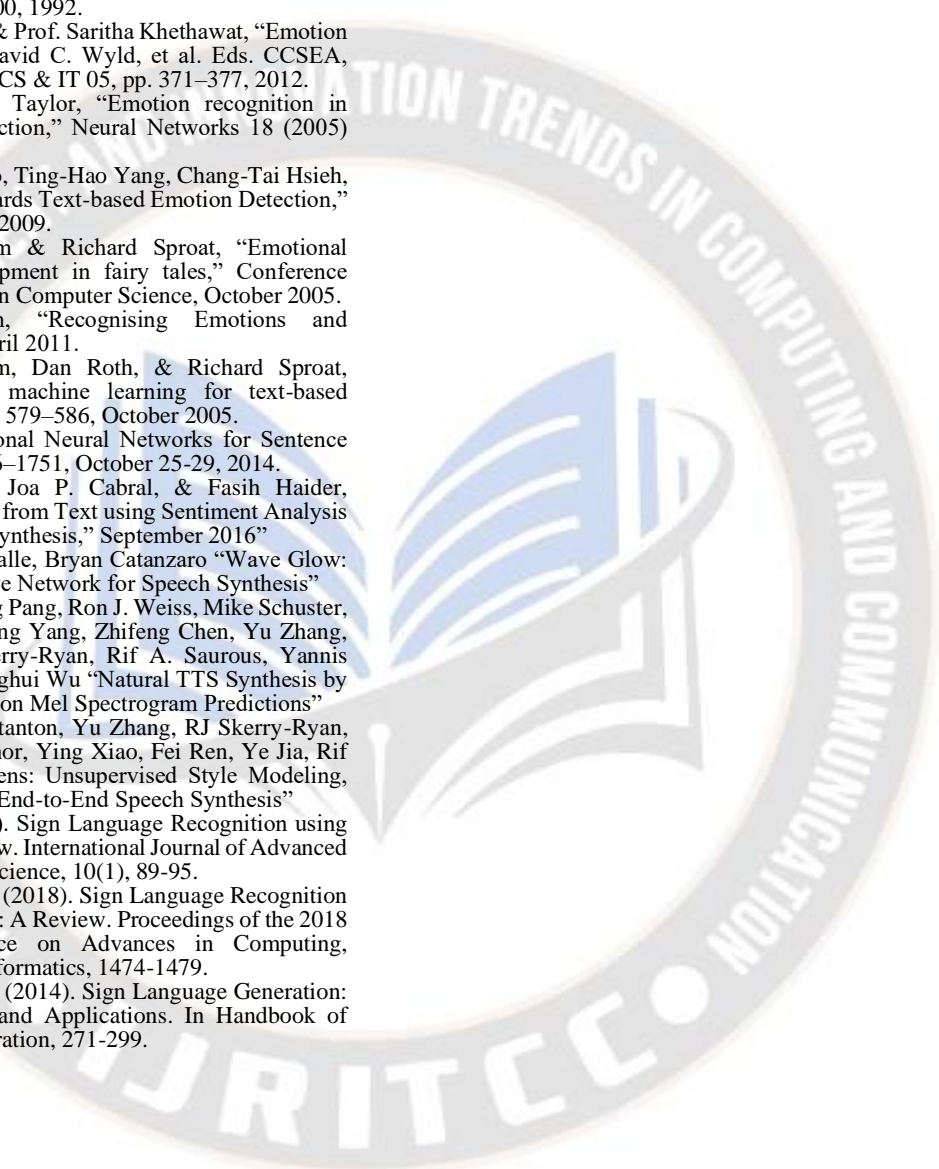 00, 1992.
& Prof. Saritha Khethawat, “Emotion
avid C. Wyld, et al. Eds. CCSEA,
CS & IT 05, pp. 371–377, 2012.
Taylor, “Emotion recognition in
ction,” Neural Networks 18 (2005)
o, Ting-Hao Yang, Chang-Tai Hsieh,
ards Text-based Emotion Detection,”
2009.
m & Richard Sproat, “Emotional
pment in fairy tales,” Conference
n Computer Science, October 2005.
n, “Recognising Emotions and
ril 2011.
m, Dan Roth, & Richard Sproat,
machine learning for text-based
579–586, October 2005.
onal Neural Networks for Sentence
6–1751, October 25-29, 2014.
Joa P. Cabral, & Fasih Haider,
from Text using Sentiment Analysis
ynthesis,” September 2016”
alle, Bryan Catanzaro “Wave Glow:
e Network for Speech Synthesis”
g Pang, Ron J. Weiss, Mike Schuster,
ng Yang, Zhifeng Chen, Yu Zhang,
erry-Ryan, Rif A. Saurous, Yannis
ghui Wu “Natural TTS Synthesis by
on Mel Spectrogram Predictions”
tanton, Yu Zhang, RJ Skerry-Ryan,
or, Ying Xiao, Fei Ren, Ye Jia, Rif
ens: Unsupervised Style Modeling,
End-to-End Speech Synthesis”
). Sign Language Recognition using
w. International Journal of Advanced
cience, 10(1), 89-95.
(2018). Sign Language Recognition
: A Review. Proceedings of the 2018
ce on Advances in Computing,
formatics, 1474-1479.
(2014). Sign Language Generation:
and Applications. In Handbook of
ration, 271-299.
TION TRENDS IN COMPUTING AND COMMUNICATION
IJRITCC